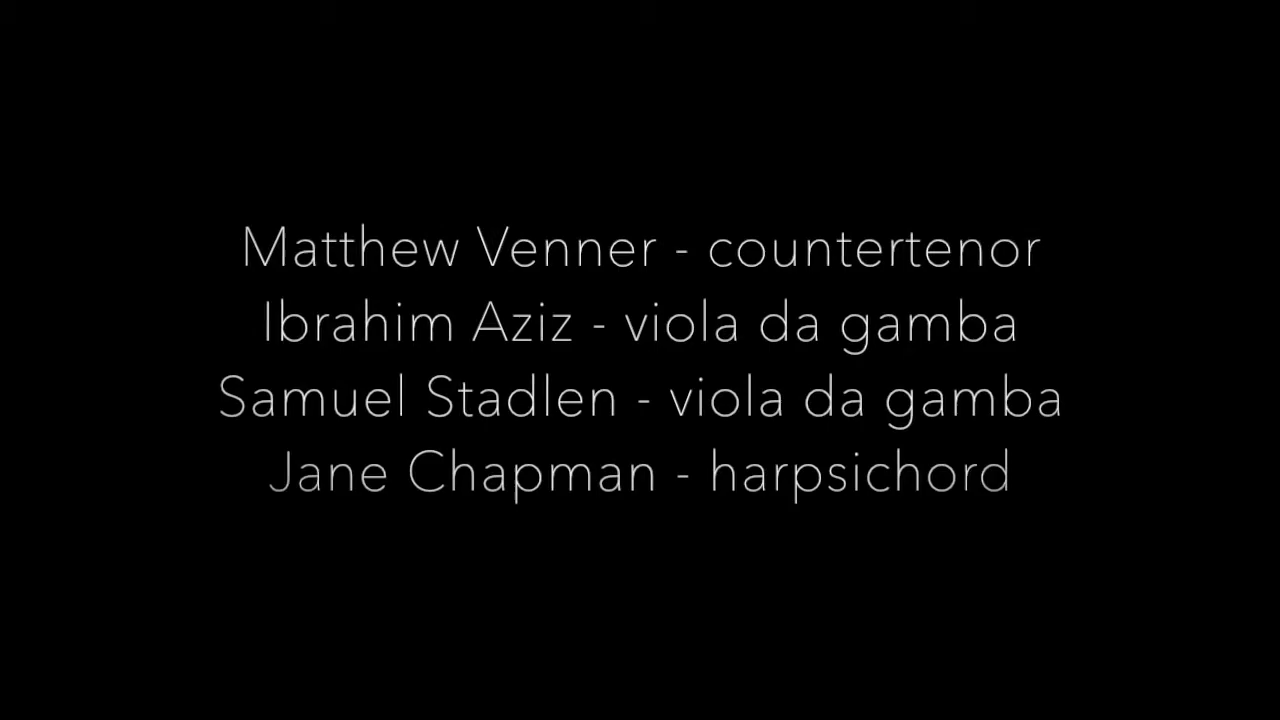 Matthew Venner - countertenor
Ibrahim Aziz - viola da gamba
Samuel Stadlen - viola da gamba
Jane Chapman - harpsichord